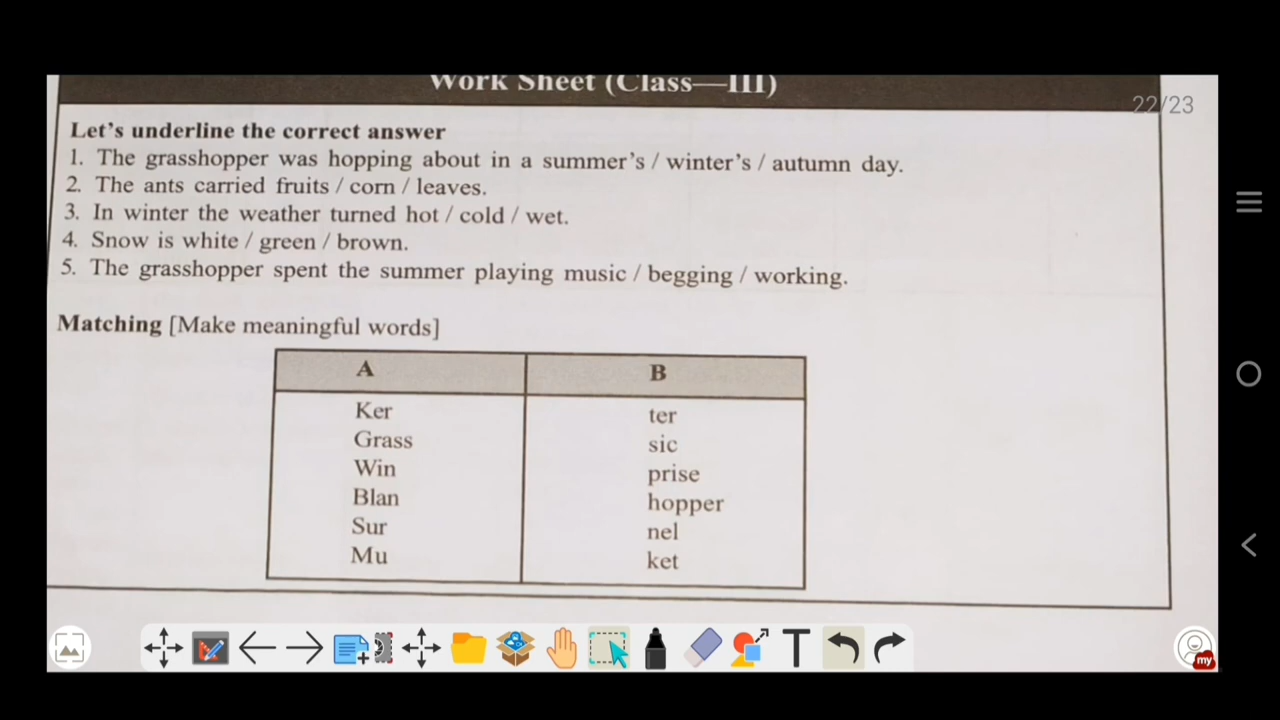 Work Sheet (Class—III)
22/23
Let's underline the correct answer
1. The grasshopper was hopping about in a summer's / winter's / autumn day.
2. The ants carried fruits / corn / leaves.
3. In winter the weather turned hot / cold / wet.
4. Snow is white / green / brown.
5. The grasshopper spent the summer playing music / begging / working.
Matching [Make meaningful words]
A B
Ker ter
Grass sic
Win prise
Blan hopper
Sur nel
Mu ket
T
my